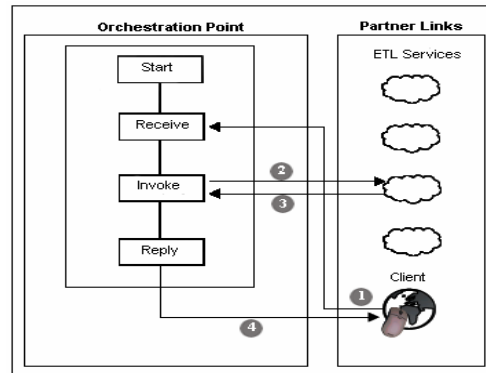 Orchestration Point
Partner Links
Start
Receive
Invoke
Reply
ETL Services
Client
2
3
1
4